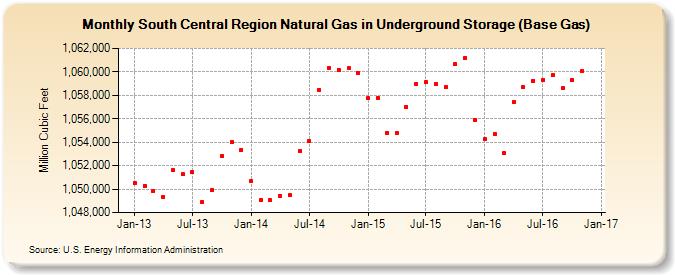 Monthly South Central Region Natural Gas in Underground Storage (Base Gas)
Million Cubic Feet
1,062,000
1,060,000
1,058,000
1,056,000
1,054,000
1,052,000
1,050,000
1,048,000
Jan-13 Jul-13 Jan-14 Jul-14 Jan-15 Jul-15 Jan-16 Jul-16 Jan-17
Source: U.S. Energy Information Administration